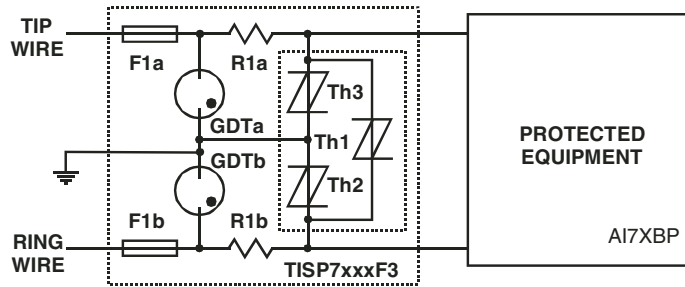 TIP
WIRE
F1a
R1a
Th3
GDTa
Th1
GDTb
Th2
F1b
R1b
RING
WIRE
TISP7xxxF3
PROTECTED
EQUIPMENT
AI7XBP